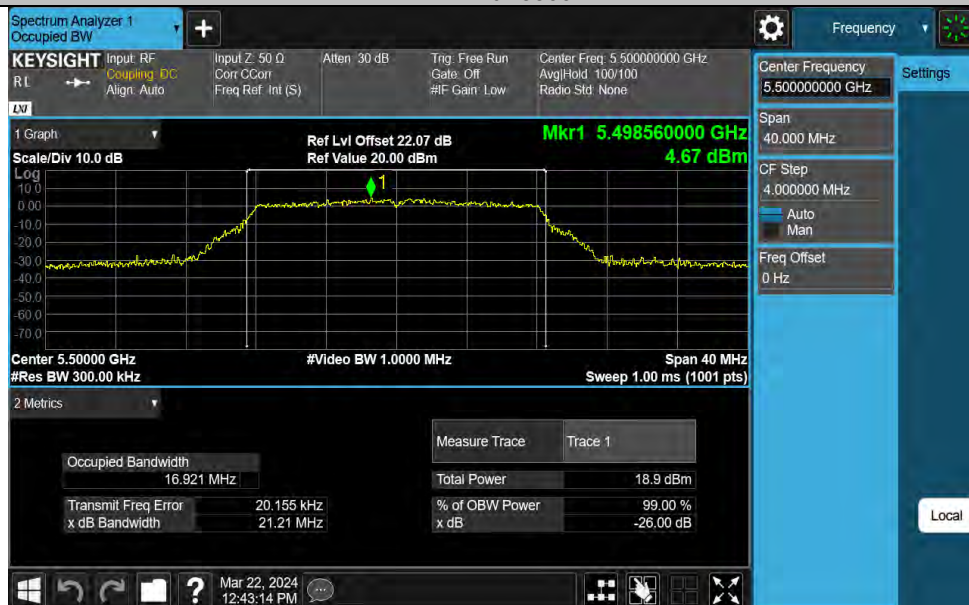 Spectrum Analyzer 1
Occupied BW
+
Frequency
KEYSIGHT
RL
LXI
Input: RF
Coupling: DC
Align: Auto
Input Z: 50 Ω
Corr CCorr
Freq Ref: Int (S)
Atten: 30 dB
Trig: Free Run
Gate: Off
#IF Gain: Low
Center Freq: 5.500000000 GHz
Avg|Hold: 100/100
Radio Std: None
Center Frequency
5.500000000 GHz
Settings
Span
40.000 MHz
CF Step
4.000000 MHz
Auto
Man
Freq Offset
0 Hz
Local
1 Graph
Scale/Div 10.0 dB
Ref Lvl Offset 22.07 dB
Ref Value 20.00 dBm
Mkr1 5.498560000 GHz
4.67 dBm
Log
10.0
0.00
-10.0
-20.0
-30.0
-40.0
-50.0
-60.0
-70.0
1
Center 5.50000 GHz
#Video BW 1.0000 MHz
Span 40 MHz
#Res BW 300.00 kHz
Sweep 1.00 ms (1001 pts)
2 Metrics
Measure Trace
Trace 1
Occupied Bandwidth
16.921 MHz
Total Power
18.9 dBm
Transmit Freq Error
20.155 kHz
% of OBW Power
99.00 %
x dB Bandwidth
21.21 MHz
x dB
-26.00 dB
?
Mar 22, 2024
12:43:14 PM